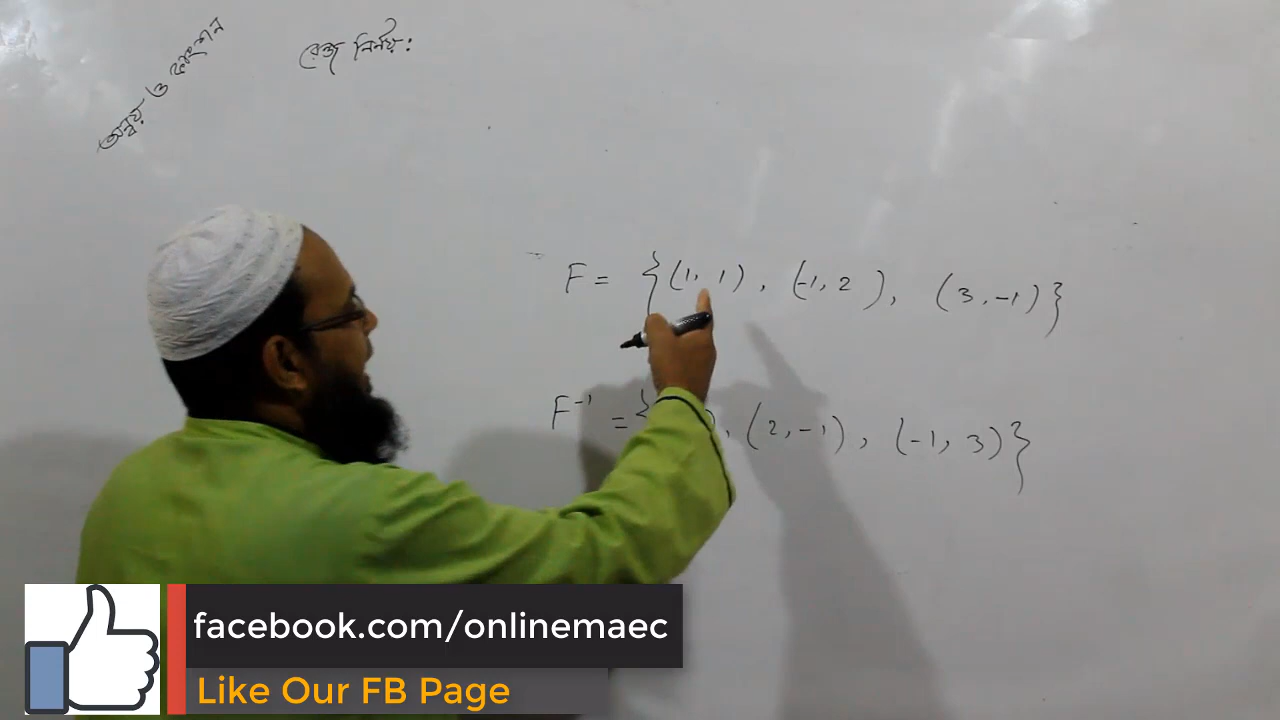 অন্বয় ও ফাংশন
রেঞ্জ নির্ণয়:
F = {(1, 1), (-1, 2), (3, -1)}
F⁻¹ = { ), (2, -1), (-1, 3)}
facebook.com/onlinemaec
Like Our FB Page